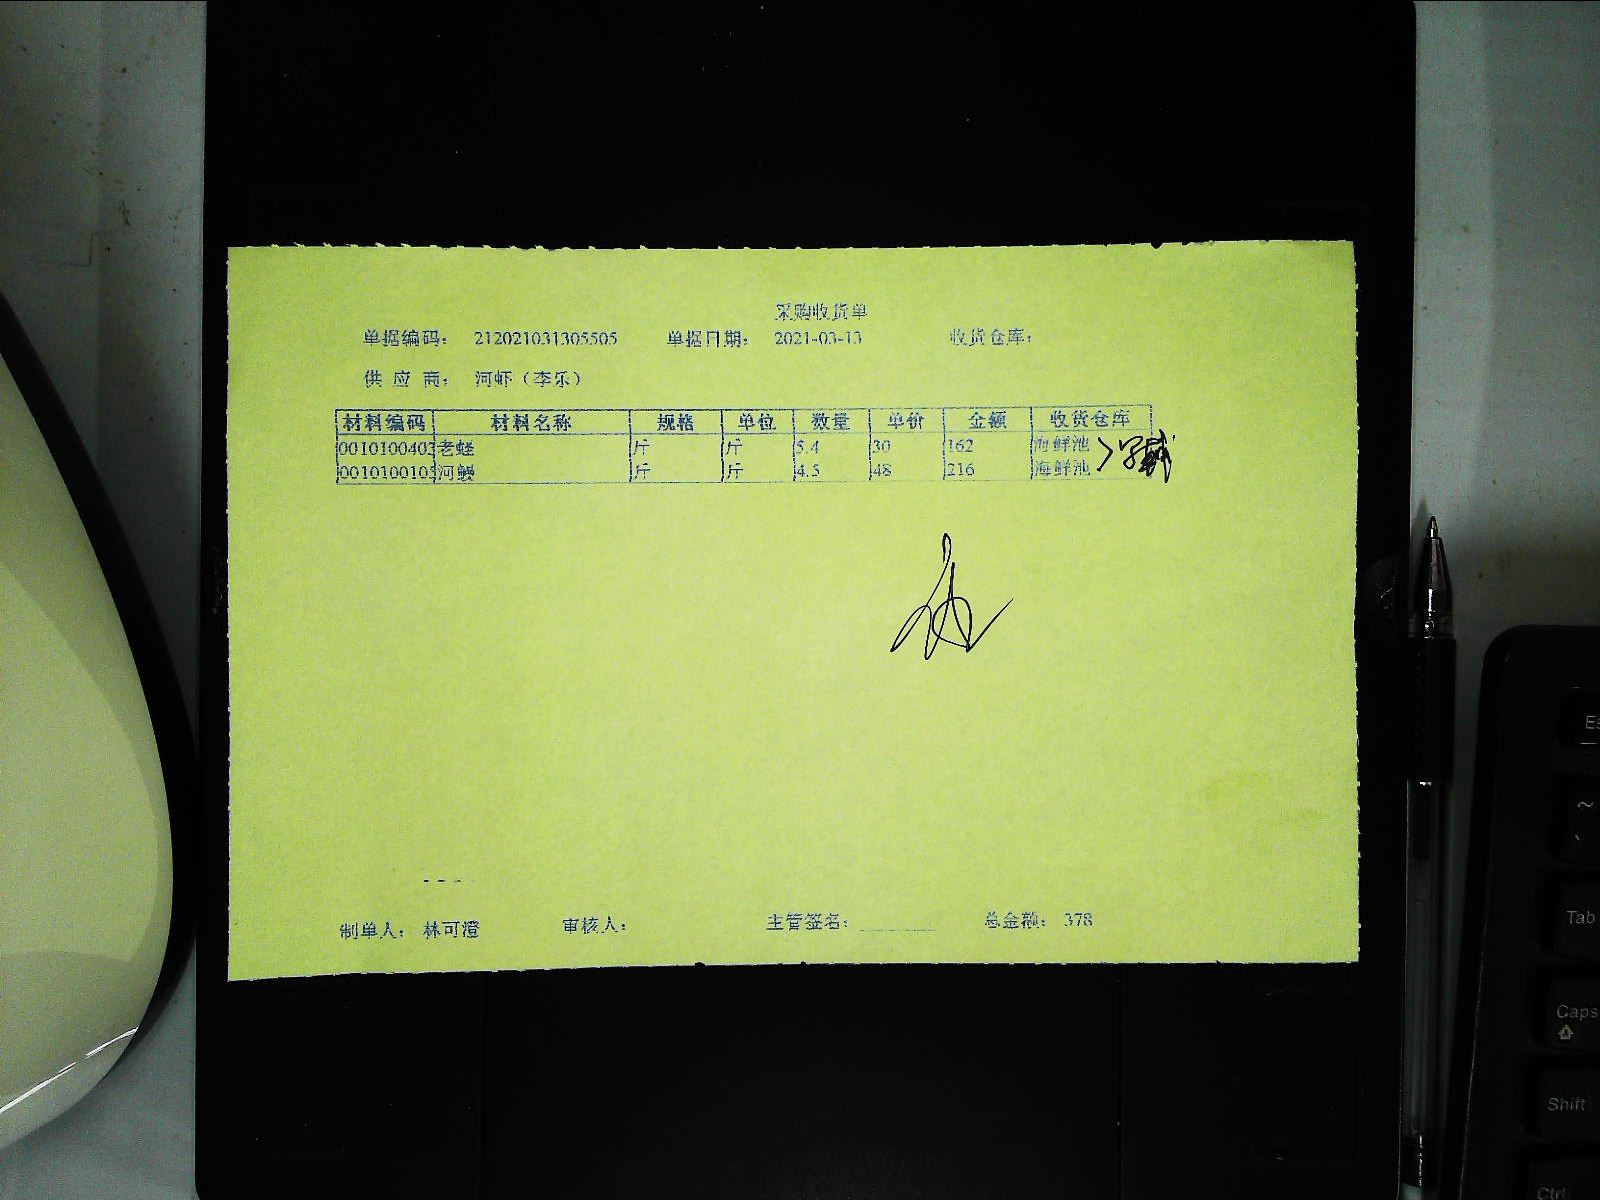 采购收货单
单据编码： 212021031305505 单据日期： 2021-03-13 收货仓库：
供 应 商： 河虾（李乐）
材料编码 材料名称 规格 单位 数量 单价 金额 收货仓库
0010100403 老蛏 斤 斤 5.4 30 162 海鲜池
001010010 河鳗 斤 斤 4.5 48 216 海鲜池
制单人： 林可澄 审核人： 主管签名： 总金额： 378
Es
~
Tab
Caps
Shift
Ctrl